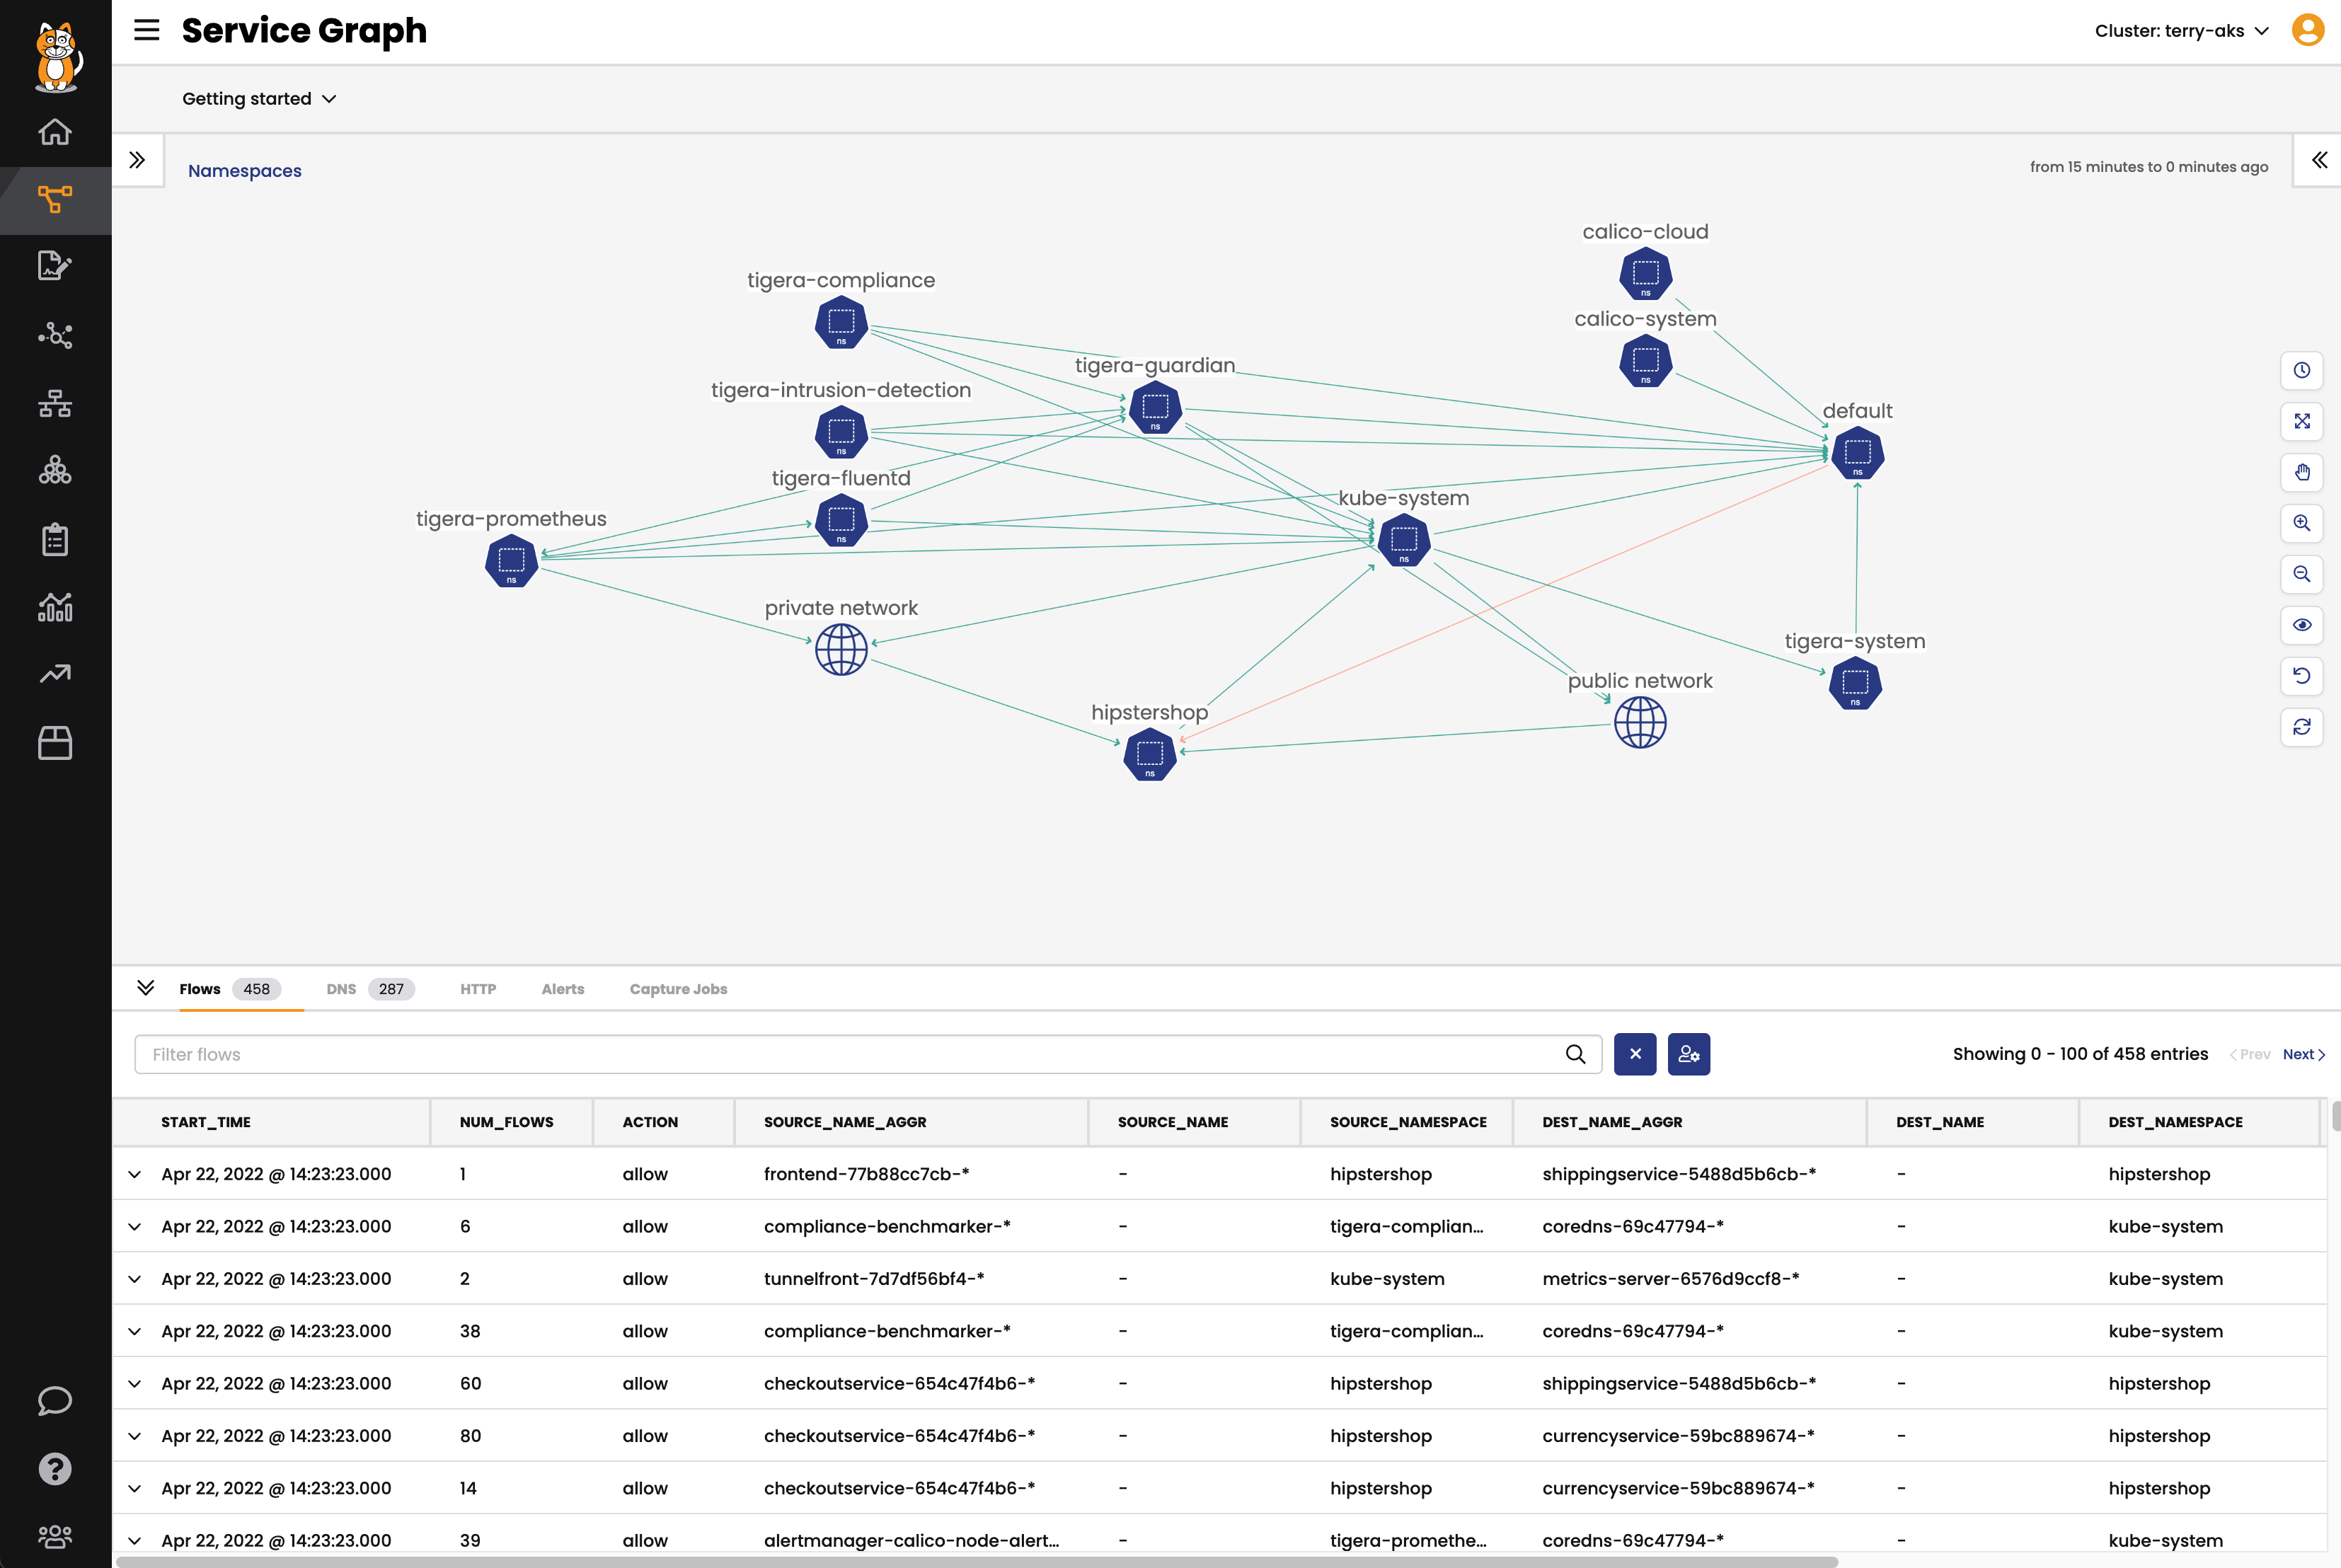 Service Graph
Cluster: terry-aks
Getting started
Namespaces
from 15 minutes to 0 minutes ago
calico-cloud
ns
tigera-compliance
ns
calico-system
ns
tigera-guardian
ns
tigera-intrusion-detection
ns
default
ns
tigera-fluentd
ns
kube-system
ns
tigera-prometheus
ns
private network
tigera-system
ns
public network
hipstershop
ns
Flows 458 DNS 287 HTTP Alerts Capture Jobs
Filter flows
Showing 0 - 100 of 458 entries Prev Next
START_TIME NUM_FLOWS ACTION SOURCE_NAME_AGGR SOURCE_NAME SOURCE_NAMESPACE DEST_NAME_AGGR DEST_NAME DEST_NAMESPACE
Apr 22, 2022 @ 14:23:23.000 1 allow frontend-77b88cc7cb-* - hipstershop shippingservice-5488d5b6cb-* - hipstershop
Apr 22, 2022 @ 14:23:23.000 6 allow compliance-benchmarker-* - tigera-complian... coredns-69c47794-* - kube-system
Apr 22, 2022 @ 14:23:23.000 2 allow tunnelfront-7d7df56bf4-* - kube-system metrics-server-6576d9ccf8-* - kube-system
Apr 22, 2022 @ 14:23:23.000 38 allow compliance-benchmarker-* - tigera-complian... coredns-69c47794-* - kube-system
Apr 22, 2022 @ 14:23:23.000 60 allow checkoutservice-654c47f4b6-* - hipstershop shippingservice-5488d5b6cb-* - hipstershop
Apr 22, 2022 @ 14:23:23.000 80 allow checkoutservice-654c47f4b6-* - hipstershop currencyservice-59bc889674-* - hipstershop
Apr 22, 2022 @ 14:23:23.000 14 allow checkoutservice-654c47f4b6-* - hipstershop currencyservice-59bc889674-* - hipstershop
Apr 22, 2022 @ 14:23:23.000 39 allow alertmanager-calico-node-alert... - tigera-promethe... coredns-69c47794-* - kube-system